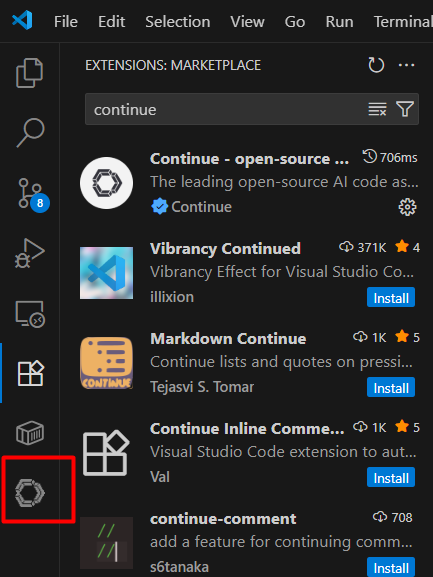 File Edit Selection View Go Run Terminal
EXTENSIONS: MARKETPLACE
continue
Continue - open-source ... 706ms
The leading open-source AI code as...
Continue
8
Vibrancy Continued 371K 4
Vibrancy Effect for Visual Studio Co...
illixion Install
Markdown Continue 1K 5
Continue lists and quotes on pressi...
CONTINUE
Tejasvi S. Tomar Install
Continue Inline Comme... 1K 5
Visual Studio Code extension to aut...
Val Install
continue-comment 708
// add a feature for continuing comm...
//
s6tanaka Install